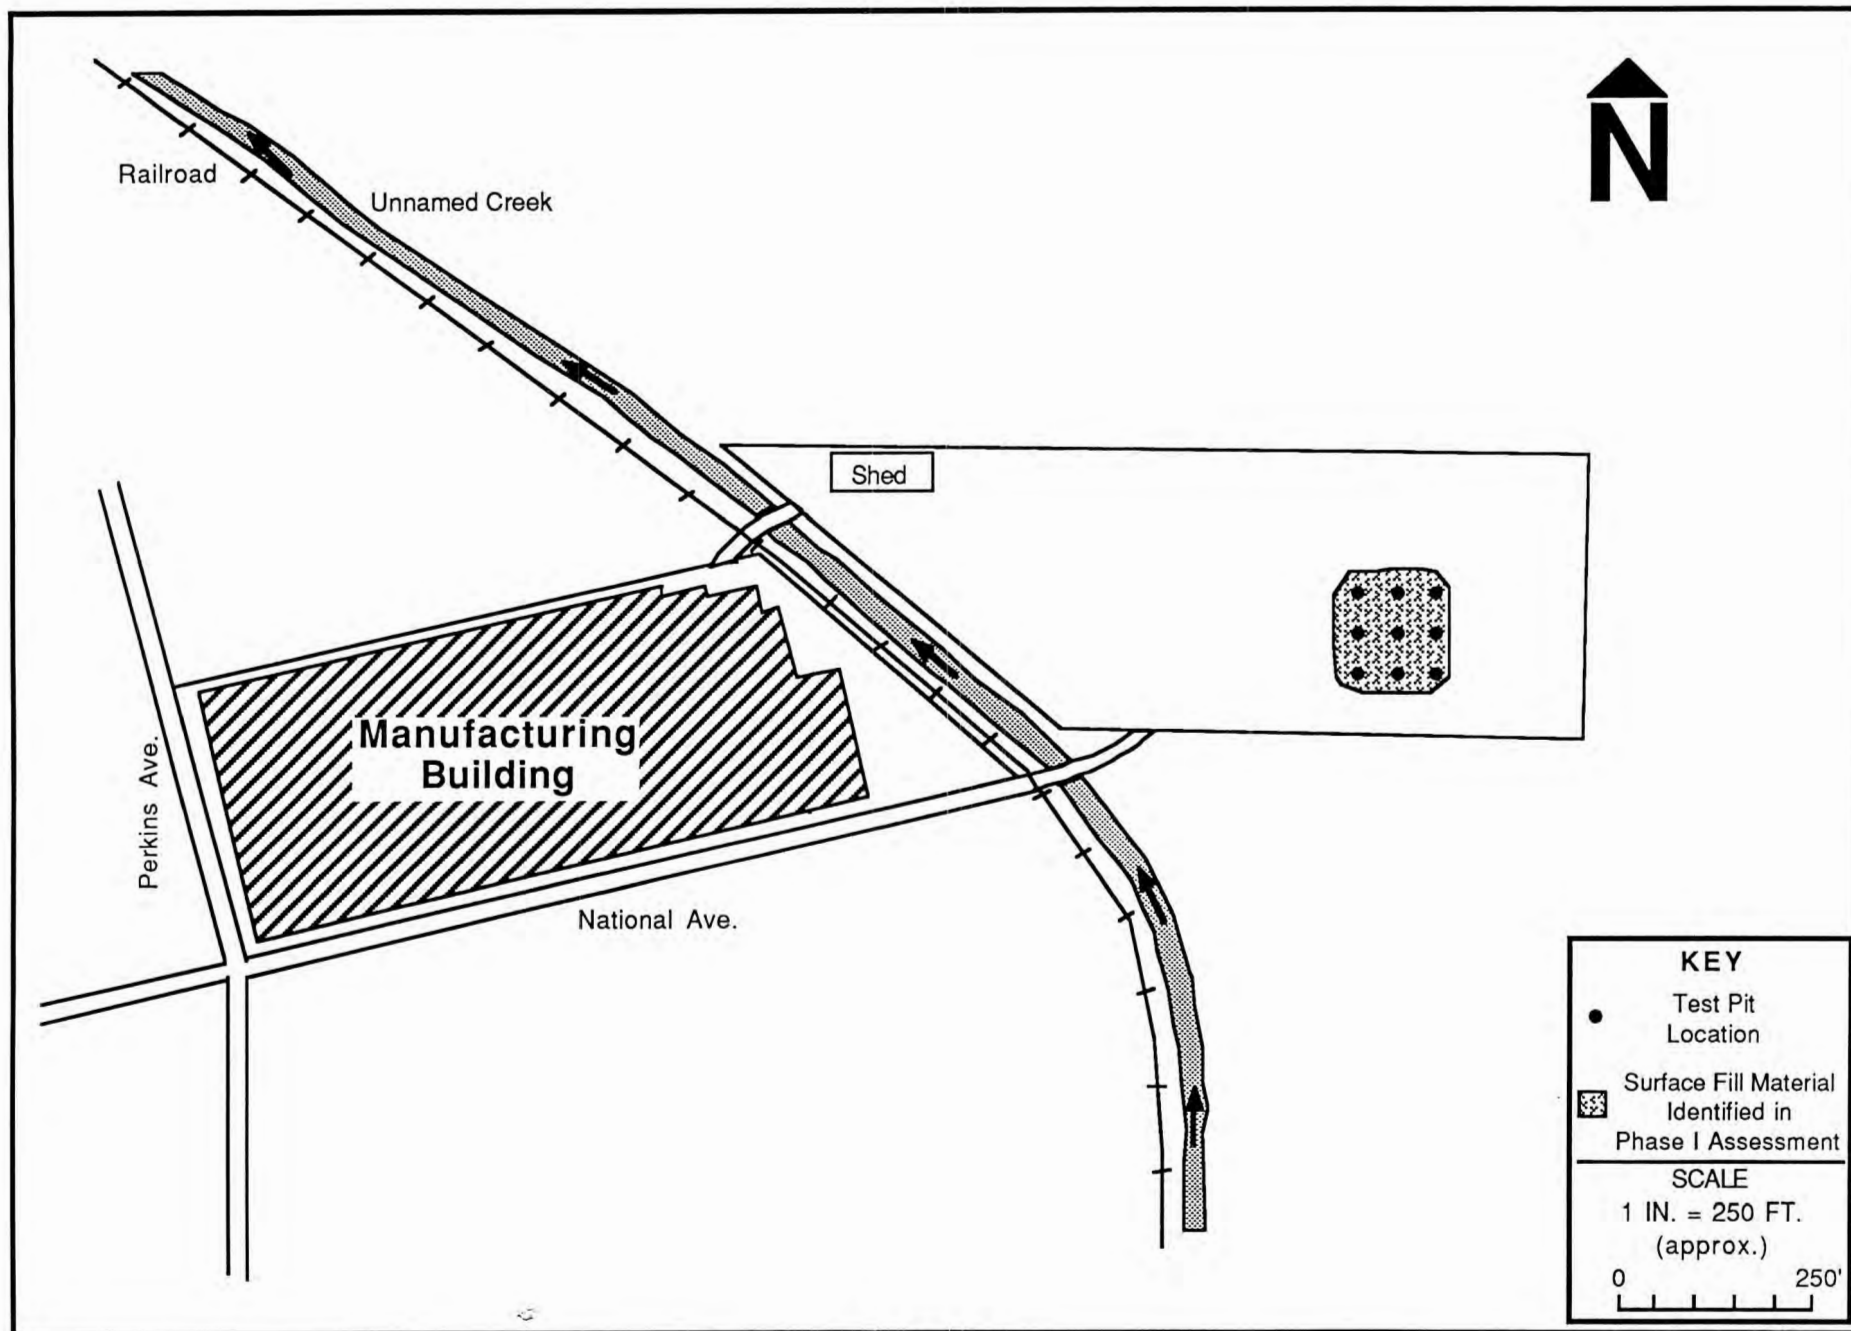 N
Railroad
Unnamed Creek
Shed
Manufacturing
Building
Perkins Ave.
National Ave.
KEY
Test Pit
Location
Surface Fill Material
Identified in
Phase I Assessment
SCALE
1 IN. = 250 FT.
(approx.)
0 250'